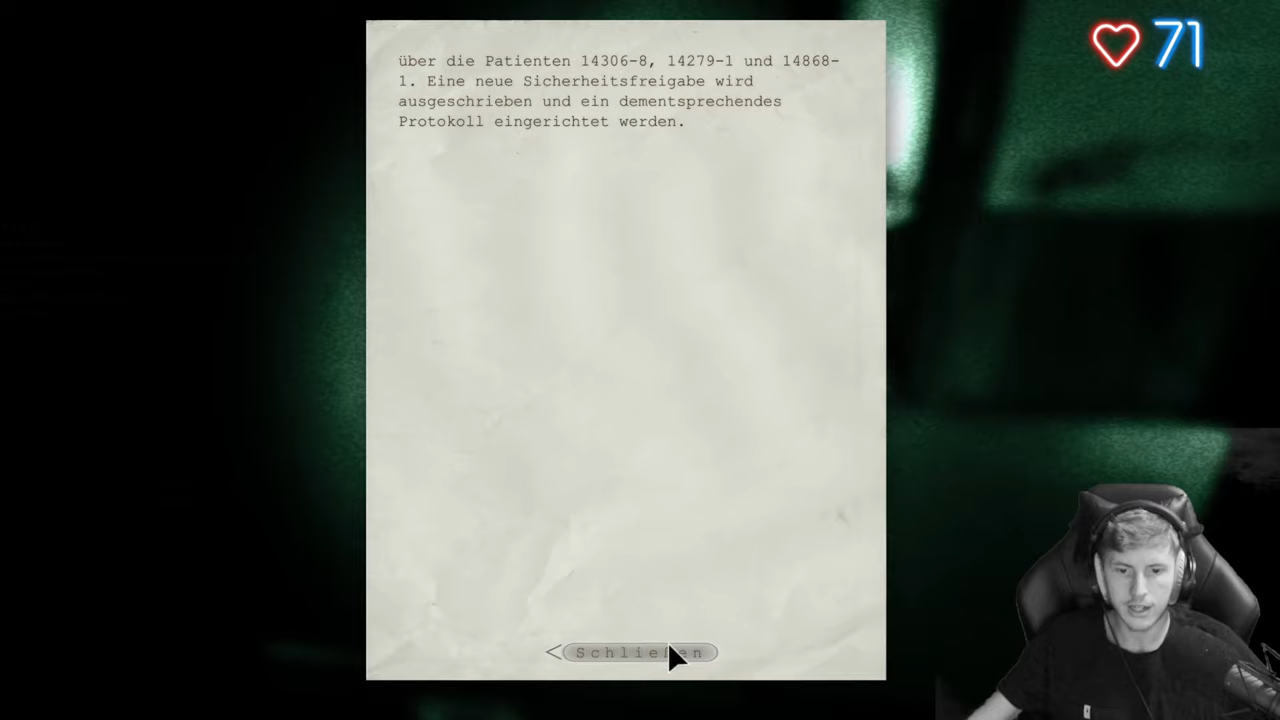 71
über die Patienten 14306-8, 14279-1 und 14868-
1. Eine neue Sicherheitsfreigabe wird
ausgeschrieben und ein dementsprechendes
Protokoll eingerichtet werden.
Schließen